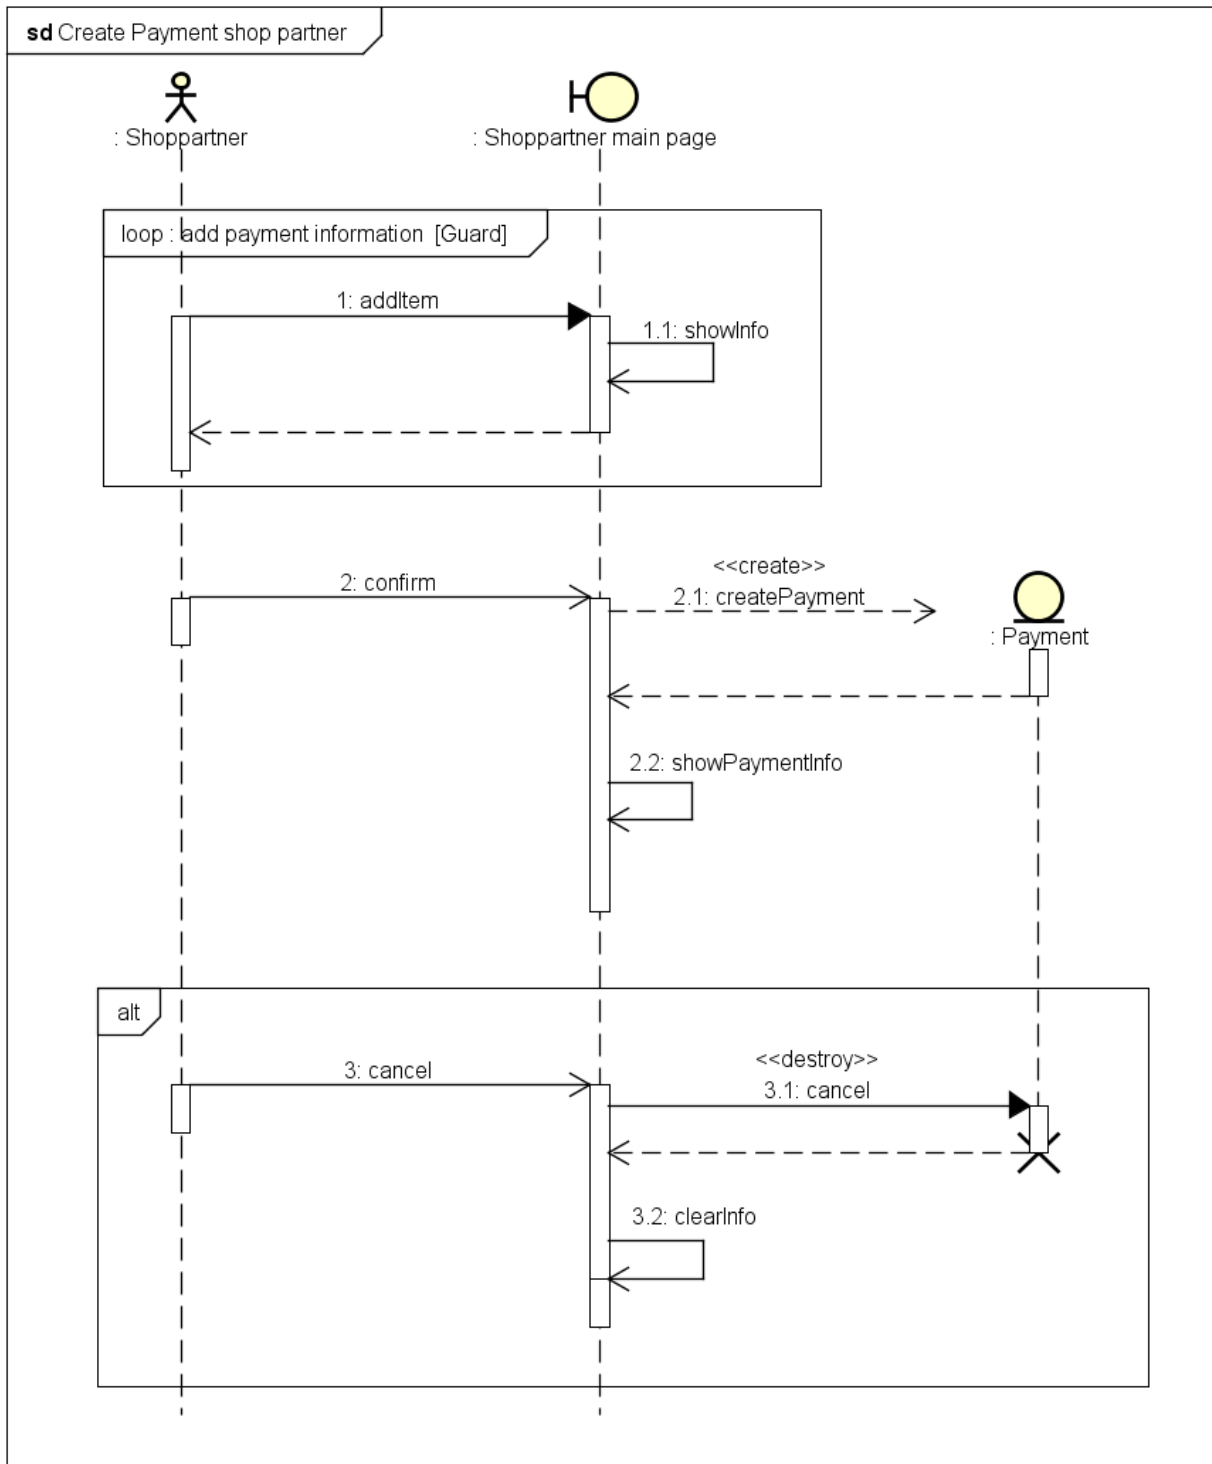 sd Create Payment shop partner
: Shoppartner
: Shoppartner main page
loop : add payment information [Guard]
1: addItem
1.1: showInfo
<<create>>
2: confirm
2.1: createPayment
: Payment
2.2: showPaymentInfo
alt
<<destroy>>
3: cancel
3.1: cancel
3.2: clearInfo